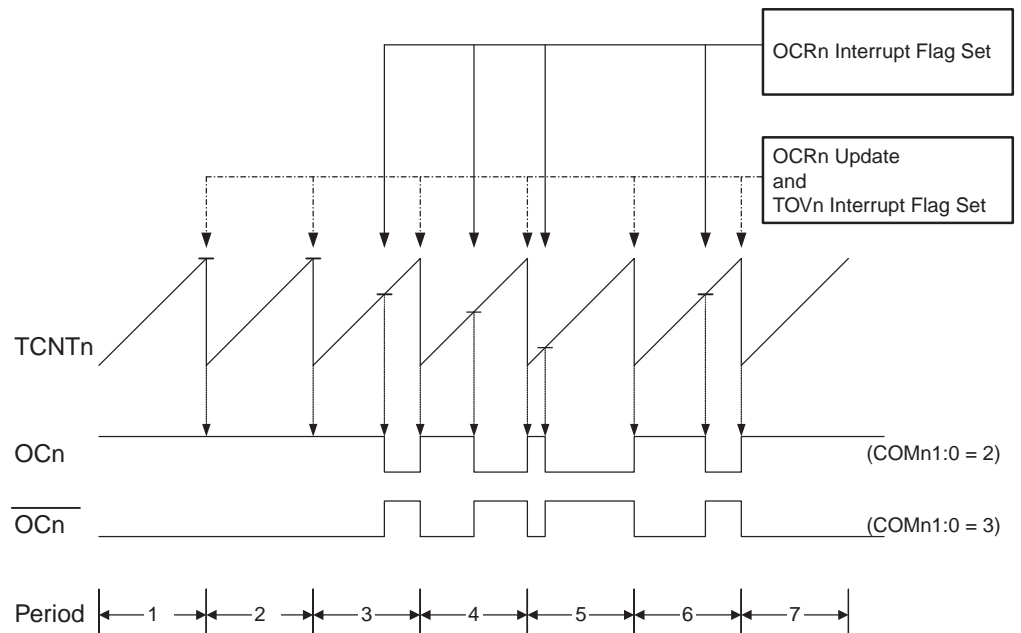 OCRn Interrupt Flag Set
OCRn Update
and
TOVn Interrupt Flag Set
TCNTn
OCn
(COMn1:0 = 2)
OCn
(COMn1:0 = 3)
Period 1 2 3 4 5 6 7